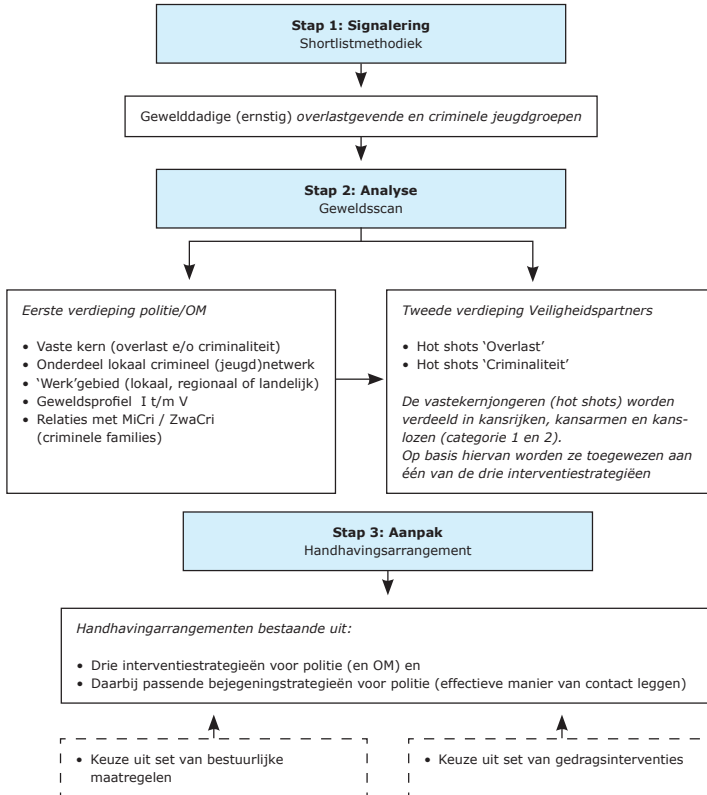 Stap 1: Signalering
Shortlistmethodiek
Gewelddadige (ernstig) overlastgevende en criminele jeugdgroepen
Stap 2: Analyse
Geweldsscan
Eerste verdieping politie/OM
• Vaste kern (overlast e/o criminaliteit)
• Onderdeel lokaal crimineel (jeugd)netwerk
• ‘Werk’gebied (lokaal, regionaal of landelijk)
• Geweldsprofiel I t/m V
• Relaties met MiCri / ZwaCri
(criminele families)
Tweede verdieping Veiligheidspartners
• Hot shots ‘Overlast’
• Hot shots ‘Criminaliteit’
De vastekernjongeren (hot shots) worden
verdeeld in kansrijken, kansarmen en kans-
lozen (categorie 1 en 2).
Op basis hiervan worden ze toegewezen aan
één van de drie interventiestrategieën
Stap 3: Aanpak
Handhavingsarrangement
Handhavingarrangementen bestaande uit:
• Drie interventiestrategieën voor politie (en OM) en
• Daarbij passende bejegeningstrategieën voor politie (effectieve manier van contact leggen)
• Keuze uit set van bestuurlijke
maatregelen
• Keuze uit set van gedragsinterventies